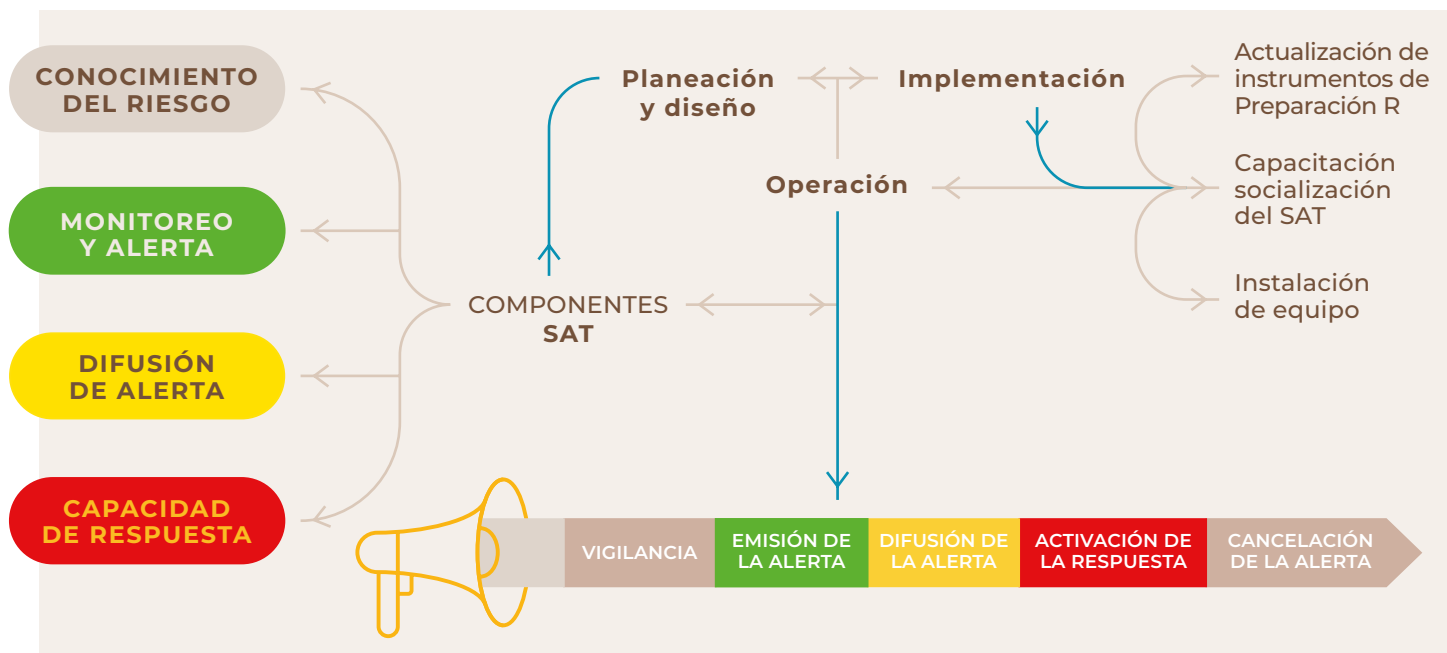 CONOCIMIENTO
DEL RIESGO
MONITOREO
Y ALERTA
DIFUSIÓN
DE ALERTA
CAPACIDAD
DE RESPUESTA
COMPONENTES
SAT
Planeación
y diseño
Implementación
Operación
Actualización de
instrumentos de
Preparación R
Capacitación
socialización
del SAT
Instalación
de equipo
VIGILANCIA
EMISIÓN DE
LA ALERTA
DIFUSIÓN DE
LA ALERTA
ACTIVACIÓN DE
LA RESPUESTA
CANCELACIÓN
DE LA ALERTA